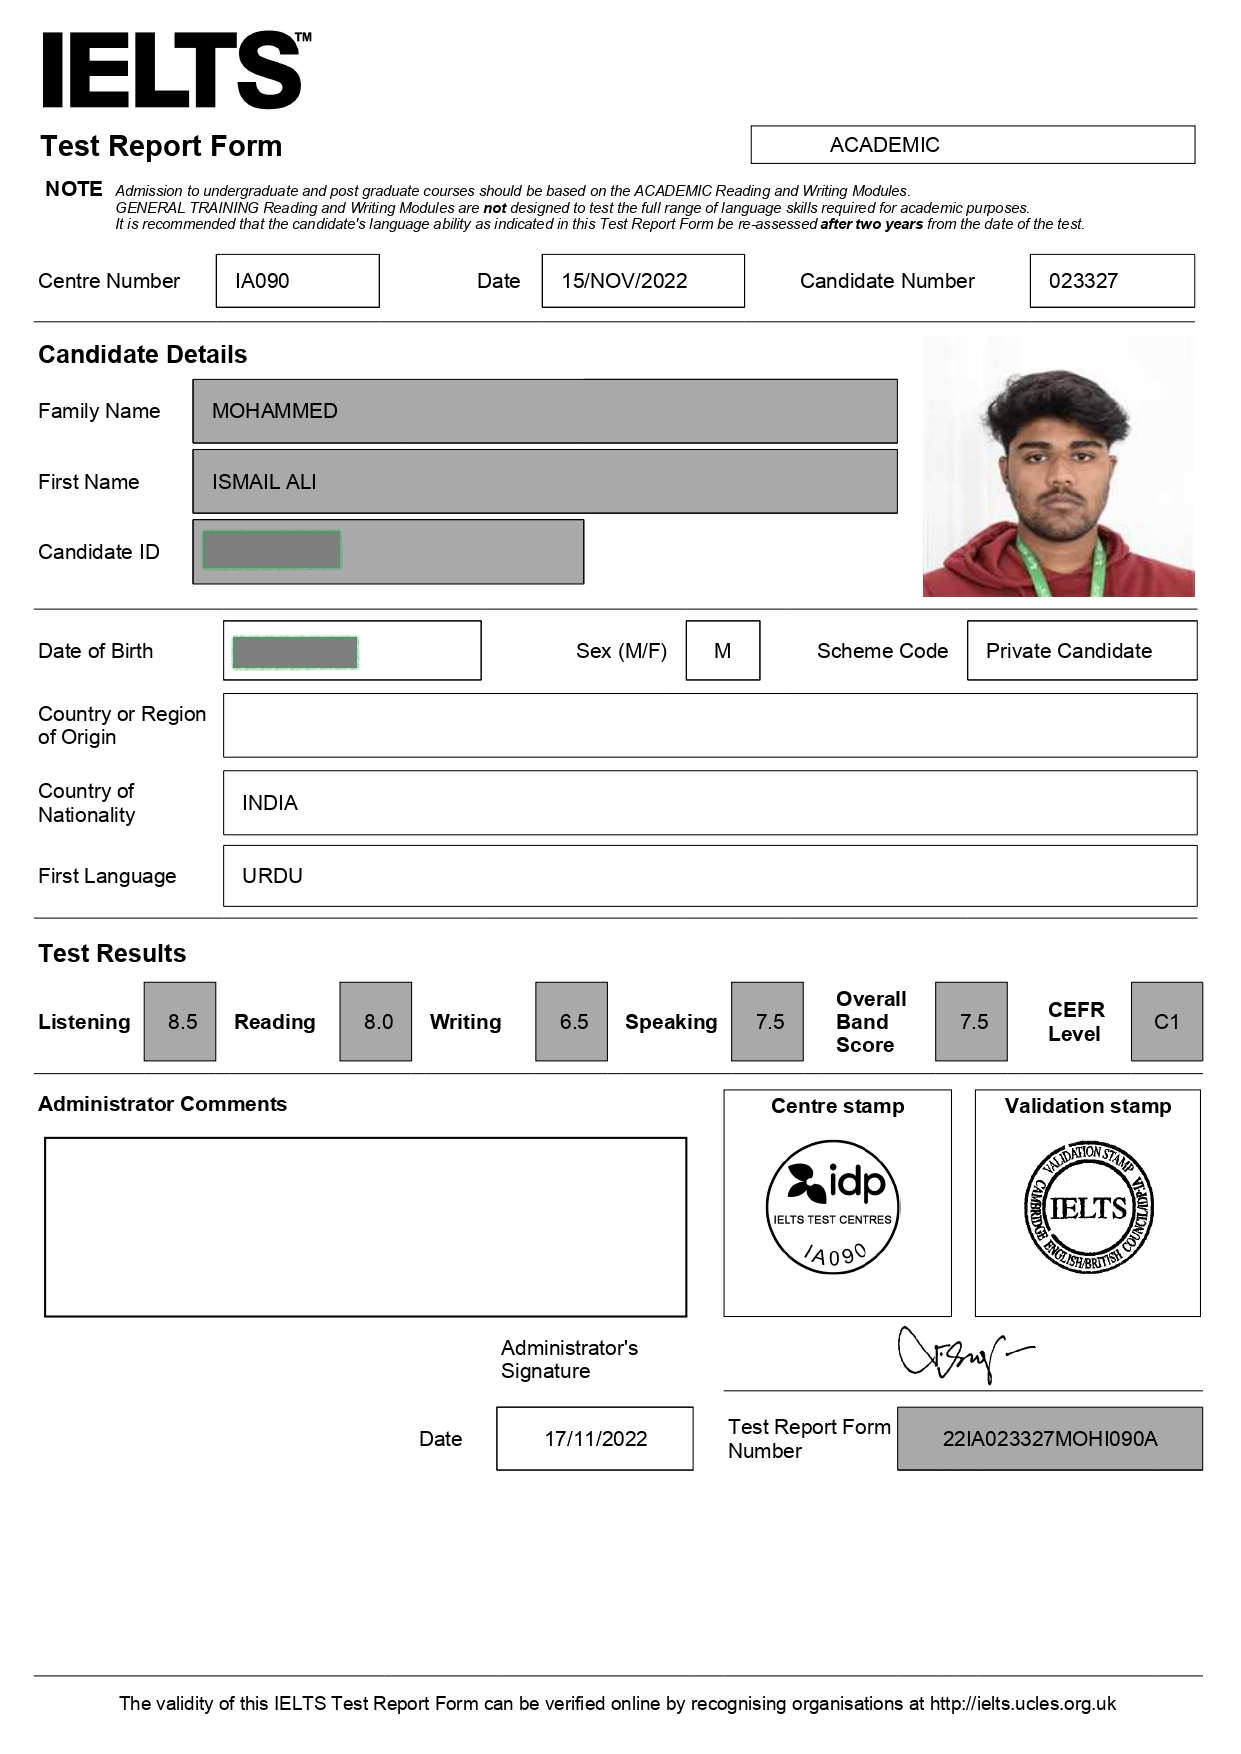 IELTS™
Test Report Form
ACADEMIC
NOTE Admission to undergraduate and post graduate courses should be based on the ACADEMIC Reading and Writing Modules.
GENERAL TRAINING Reading and Writing Modules are not designed to test the full range of language skills required for academic purposes.
It is recommended that the candidate's language ability as indicated in this Test Report Form be re-assessed after two years from the date of the test.
Centre Number IA090 Date 15/NOV/2022 Candidate Number 023327
Candidate Details
Family Name MOHAMMED
First Name ISMAIL ALI
Candidate ID
Date of Birth Sex (M/F) M Scheme Code Private Candidate
Country or Region
of Origin
Country of
Nationality
INDIA
First Language URDU
Test Results
Listening 8.5 Reading 8.0 Writing 6.5 Speaking 7.5
Overall
Band
Score
7.5
CEFR
Level
C1
Administrator Comments
Centre stamp
idp
IELTS TEST CENTRES
IA090
Validation stamp
VALIDATION STAMP
CAMBRIDGE ENGLISH/BRITISH COUNCIL/IDP:IA
IELTS
Administrator's
Signature
Date 17/11/2022
Test Report Form
Number
22IA023327MOHI090A
The validity of this IELTS Test Report Form can be verified online by recognising organisations at http://ielts.ucles.org.uk